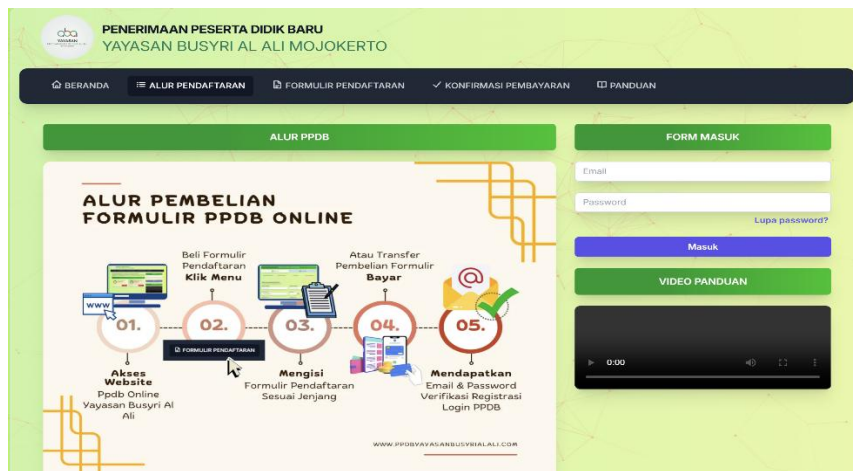 aba
YAYASAN
PENERIMAAN PESERTA DIDIK BARU
YAYASAN BUSYRI AL ALI MOJOKERTO
BERANDA
ALUR PENDAFTARAN
FORMULIR PENDAFTARAN
KONFIRMASI PEMBAYARAN
PANDUAN
ALUR PPDB
ALUR PEMBELIAN
FORMULIR PPDB ONLINE
WWW
01.
Akses
Website
Ppdb Online
Yayasan Busyri Al
Ali
Beli Formulir
Pendaftaran
Klik Menu
02.
FORMULIR PENDAFTARAN
03.
Mengisi
Formulir Pendaftaran
Sesuai Jenjang
Atau Transfer
Pembelian Formulir
Bayar
04.
05.
Mendapatkan
Email & Password
Verifikasi Registrasi
Login PPDB
WWW.PPDBYAYASANBUSYRIALALI.COM
FORM MASUK
Email
Password
Lupa password?
Masuk
VIDEO PANDUAN
0:00